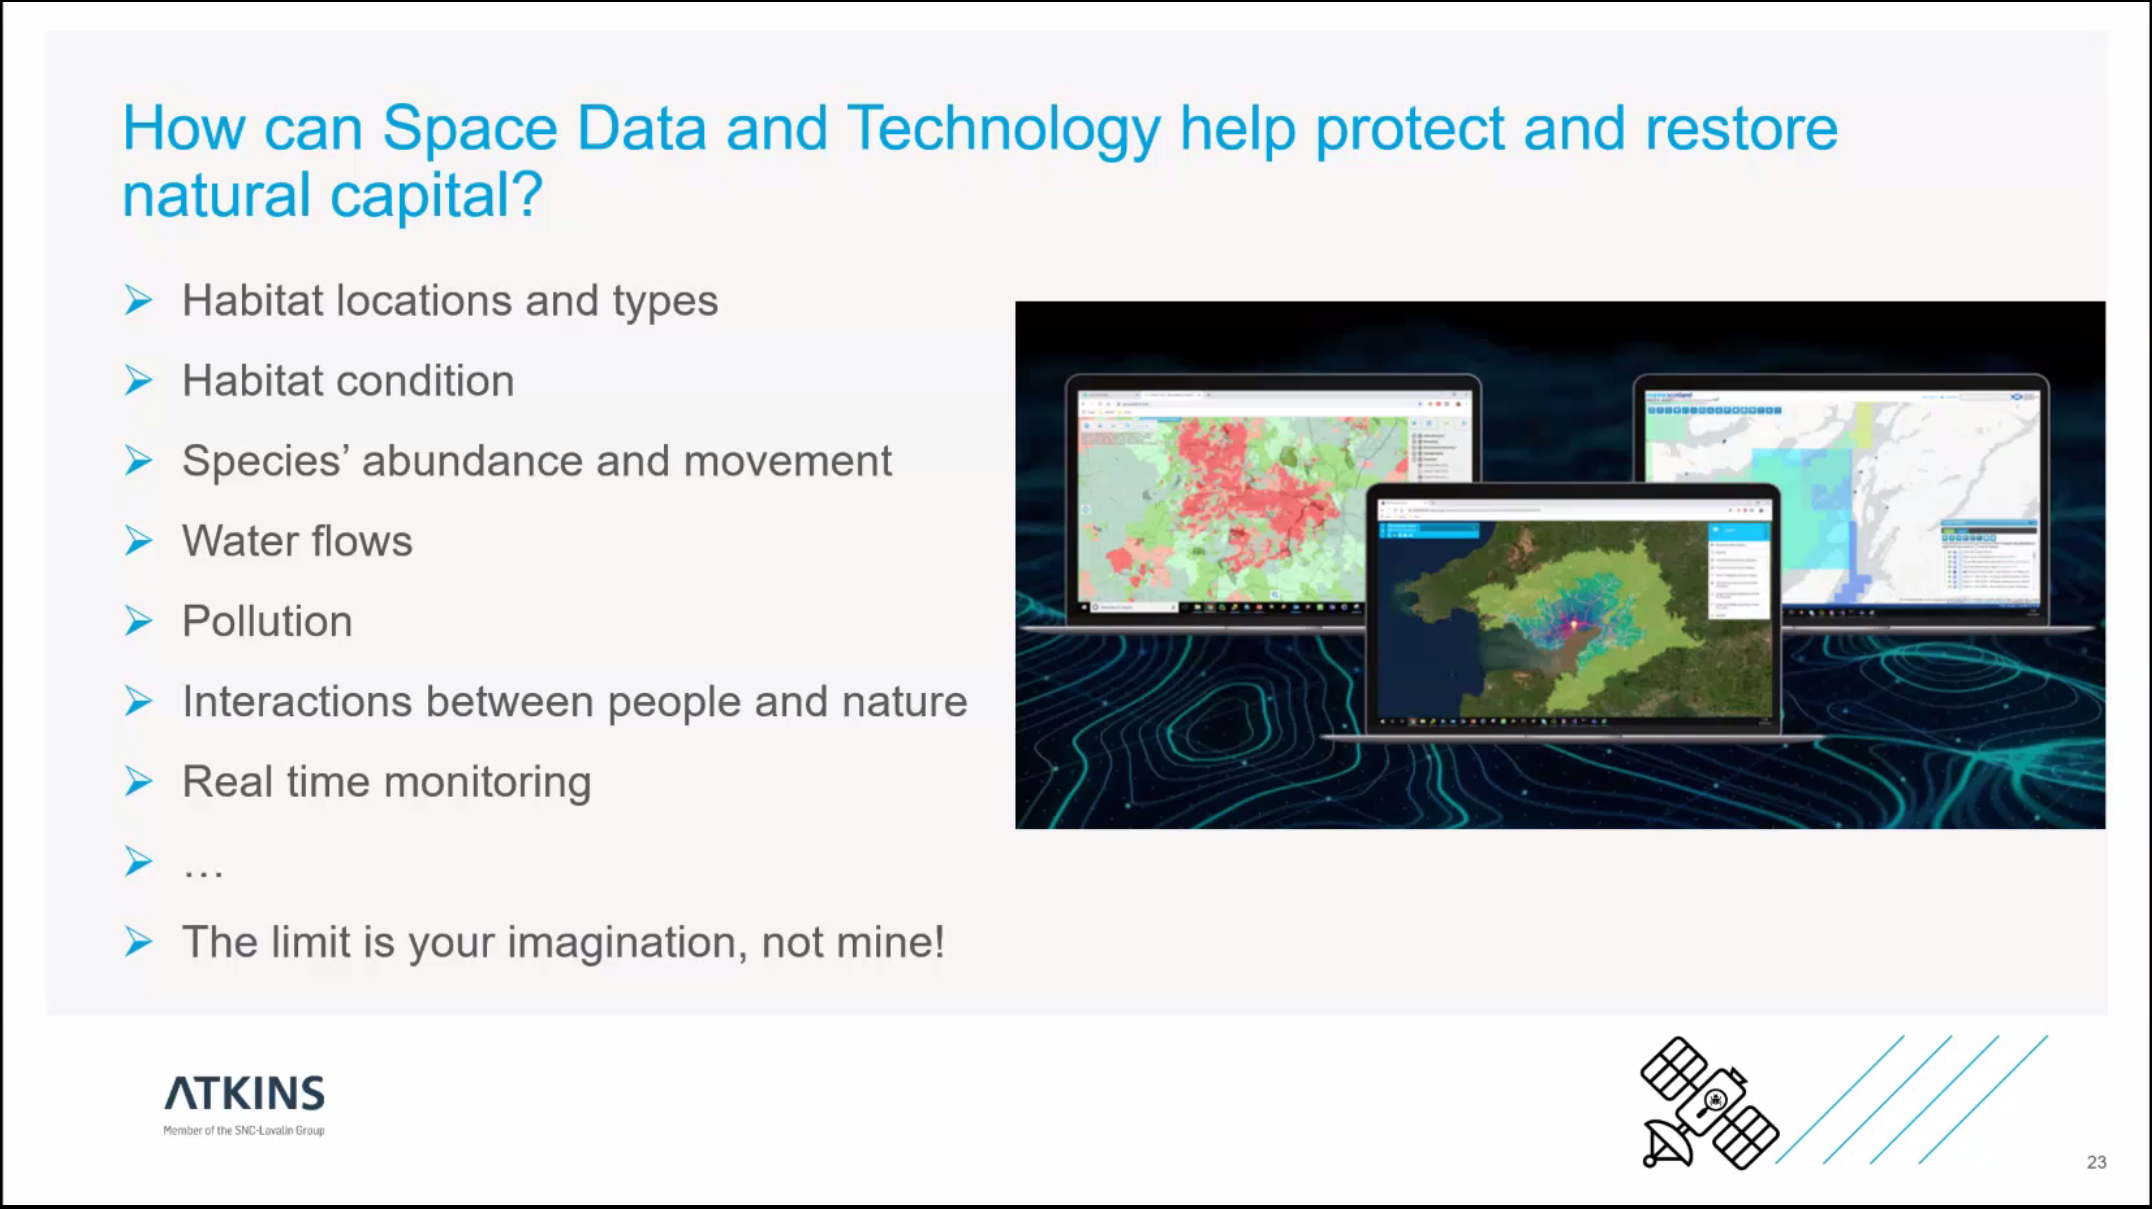 How can Space Data and Technology help protect and restore
natural capital?
Habitat locations and types
Habitat condition
Species’ abundance and movement
Water flows
Pollution
Interactions between people and nature
Real time monitoring
…
The limit is your imagination, not mine!
ATKINS
Member of the SNC-Lavalin Group
23